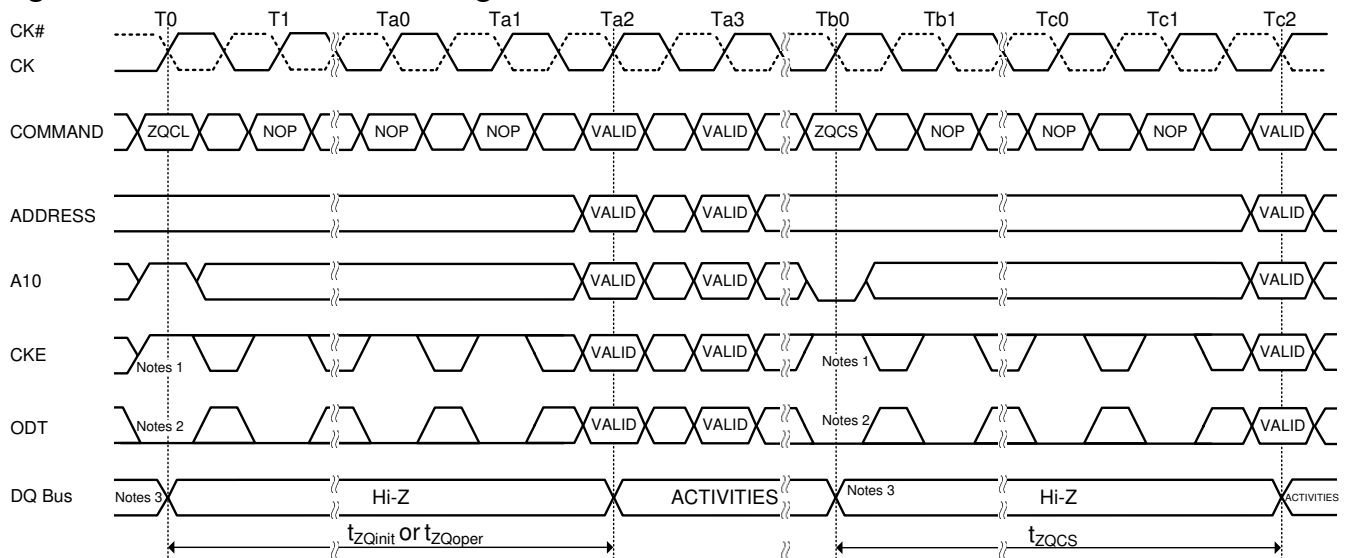 T0 T1 Ta0 Ta1 Ta2 Ta3 Tb0 Tb1 Tc0 Tc1 Tc2
CK#
CK
COMMAND ZQCL NOP NOP NOP VALID VALID ZQCS NOP NOP NOP VALID
ADDRESS VALID VALID VALID
A10 VALID VALID VALID
CKE Notes 1 VALID VALID Notes 1 VALID
ODT Notes 2 VALID VALID Notes 2 VALID
DQ Bus Notes 3 Hi-Z ACTIVITIES Notes 3 Hi-Z ACTIVITIES
tZQinit or tZQoper tZQCS